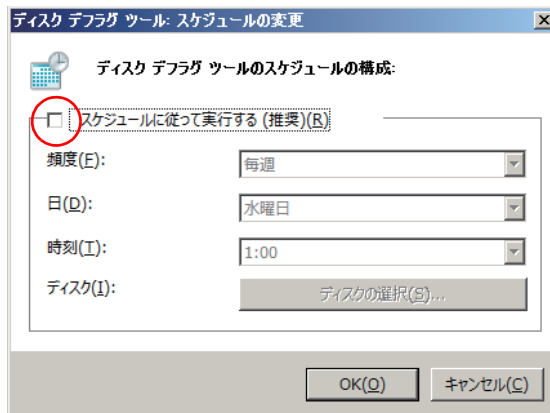 ディスク デフラグ ツール: スケジュールの変更
ディスク デフラグ ツールのスケジュールの構成:
スケジュールに従って実行する (推奨)(R)
頻度(F): 毎週
日(D): 水曜日
時刻(T): 1:00
ディスク(I): ディスクの選択(S)...
OK(O) キャンセル(C)